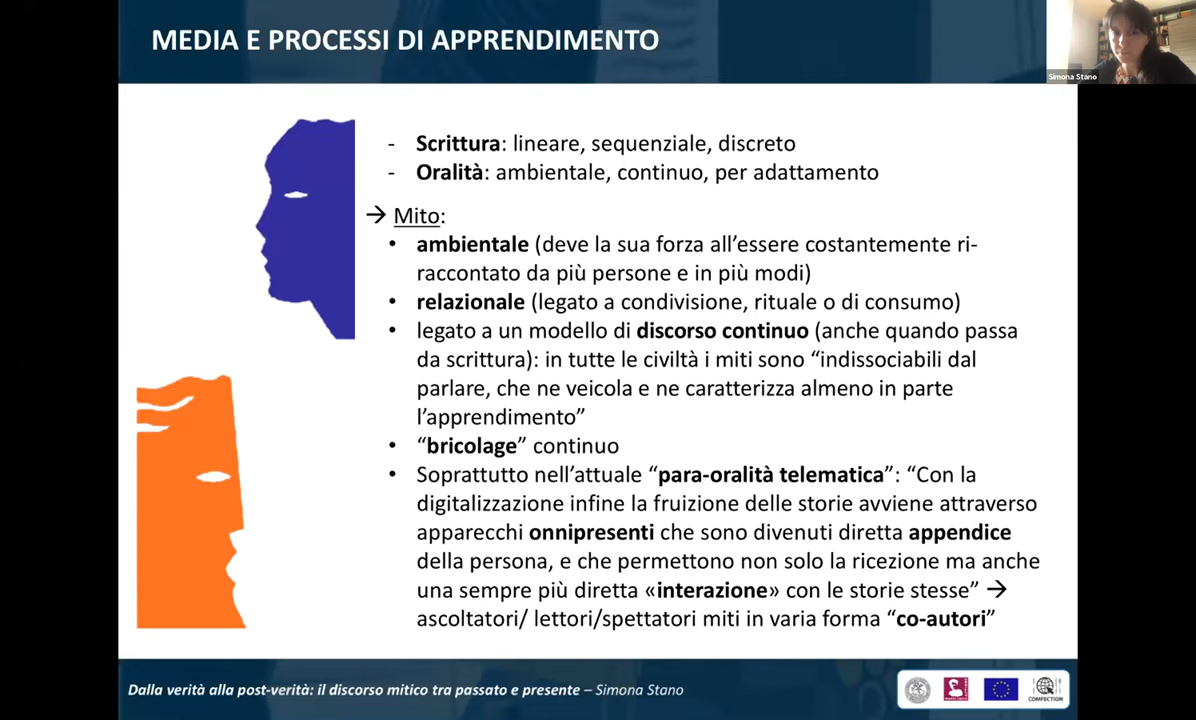 MEDIA E PROCESSI DI APPRENDIMENTO
Simona Stano
- Scrittura: lineare, sequenziale, discreto
- Oralità: ambientale, continuo, per adattamento
→ Mito:
• ambientale (deve la sua forza all’essere costantemente ri-
raccontato da più persone e in più modi)
• relazionale (legato a condivisione, rituale o di consumo)
• legato a un modello di discorso continuo (anche quando passa
da scrittura): in tutte le civiltà i miti sono “indissociabili dal
parlare, che ne veicola e ne caratterizza almeno in parte
l’apprendimento”
• “bricolage” continuo
• Soprattutto nell’attuale “para-oralità telematica”: “Con la
digitalizzazione infine la fruizione delle storie avviene attraverso
apparecchi onnipresenti che sono divenuti diretta appendice
della persona, e che permettono non solo la ricezione ma anche
una sempre più diretta «interazione» con le storie stesse” →
ascoltatori/ lettori/spettatori miti in varia forma “co-autori”
Dalla verità alla post-verità: il discorso mitico tra passato e presente – Simona Stano
COMFECTION